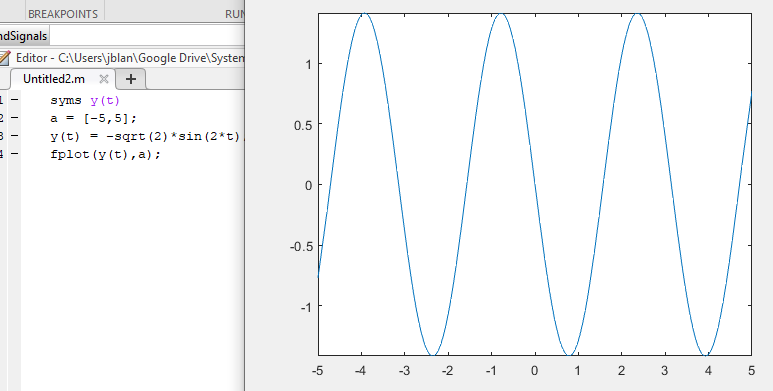 BREAKPOINTS RUN
ndSignals
Editor - C:\Users\jblan\Google Drive\System
Untitled2.m
1 syms y(t)
2 a = [-5,5];
3 y(t) = -sqrt(2)*sin(2*t)
4 fplot(y(t),a);
1
0.5
0
-0.5
-1
-5 -4 -3 -2 -1 0 1 2 3 4 5